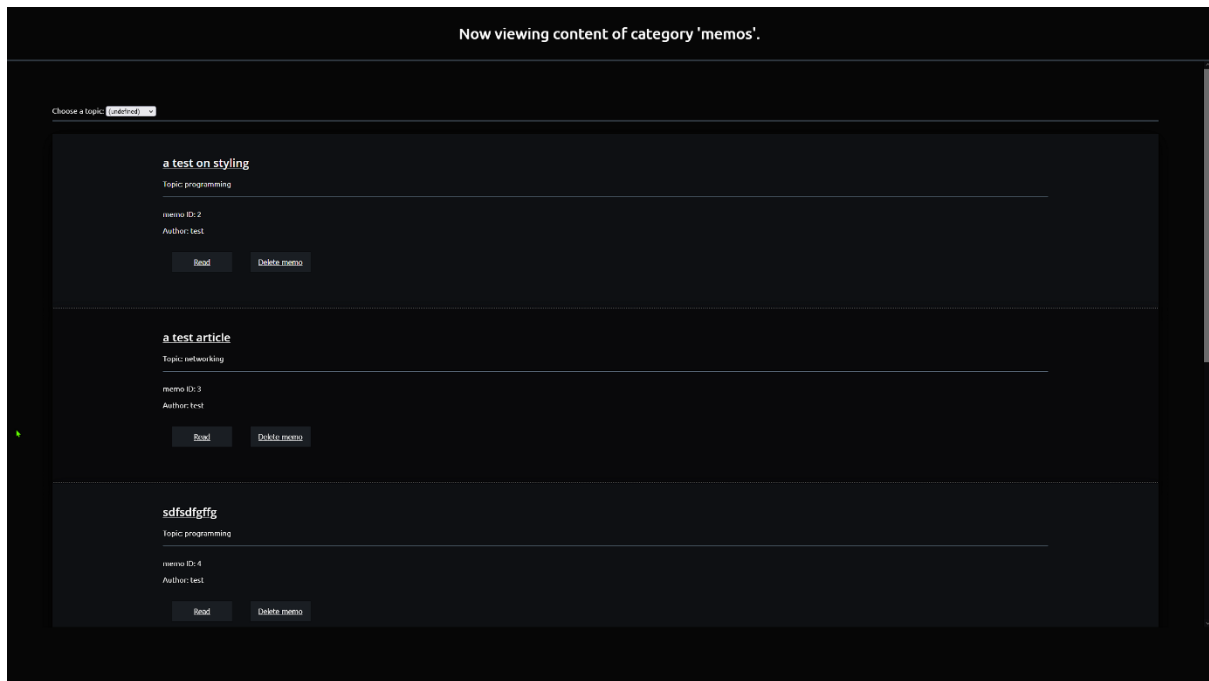 Now viewing content of category 'memos'.
Choose a topic: (undefined)
a test on styling
Topic: programming
memo ID: 2
Author: test
Read Delete memo
a test article
Topic: networking
memo ID: 3
Author: test
Read Delete memo
sdfsdfgffg
Topic: programming
memo ID: 4
Author: test
Read Delete memo